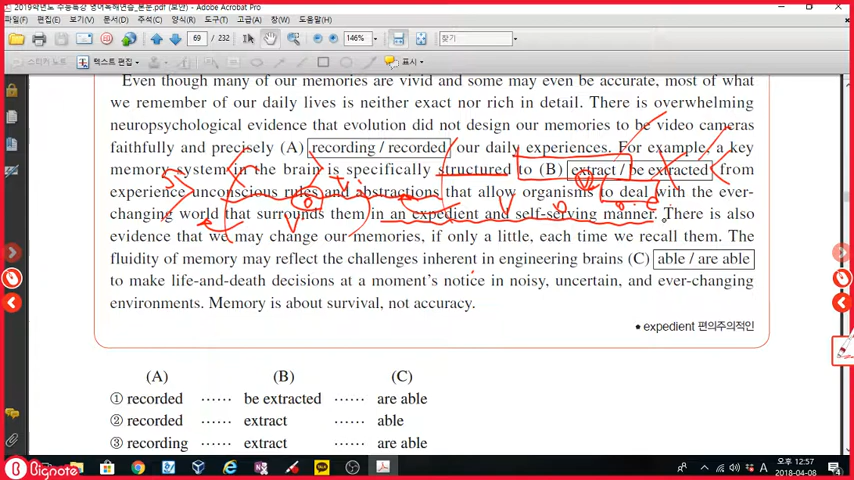 2019학년도 수능특강 영어독해연습_본문.pdf (보안) - Adobe Acrobat Pro
파일(F) 편집(E) 보기(V) 문서(D) 주석(C) 양식(R) 도구(T) 고급(A) 창(W) 도움말(H)
69 / 232 146% 찾기
스티커 노트 텍스트 편집 표시
Even though many of our memories are vivid and some may even be accurate, most of what
we remember of our daily lives is neither exact nor rich in detail. There is overwhelming
neuropsychological evidence that evolution did not design our memories to be video cameras
faithfully and precisely (A) recording / recorded our daily experiences. For example, a key
memory system in the brain is specifically structured to (B) extract / be extracted from
experience unconscious rules and abstractions that allow organisms to deal with the ever-
changing world that surrounds them in an expedient and self-serving manner. There is also
evidence that we may change our memories, if only a little, each time we recall them. The
fluidity of memory may reflect the challenges inherent in engineering brains (C) able / are able
to make life-and-death decisions at a moment's notice in noisy, uncertain, and ever-changing
environments. Memory is about survival, not accuracy.
• expedient 편의주의적인
(A) (B) (C)
① recorded …… be extracted …… are able
② recorded …… extract …… able
③ recording …… extract …… are able
Bignote
A 오후 12:57
2018-04-08